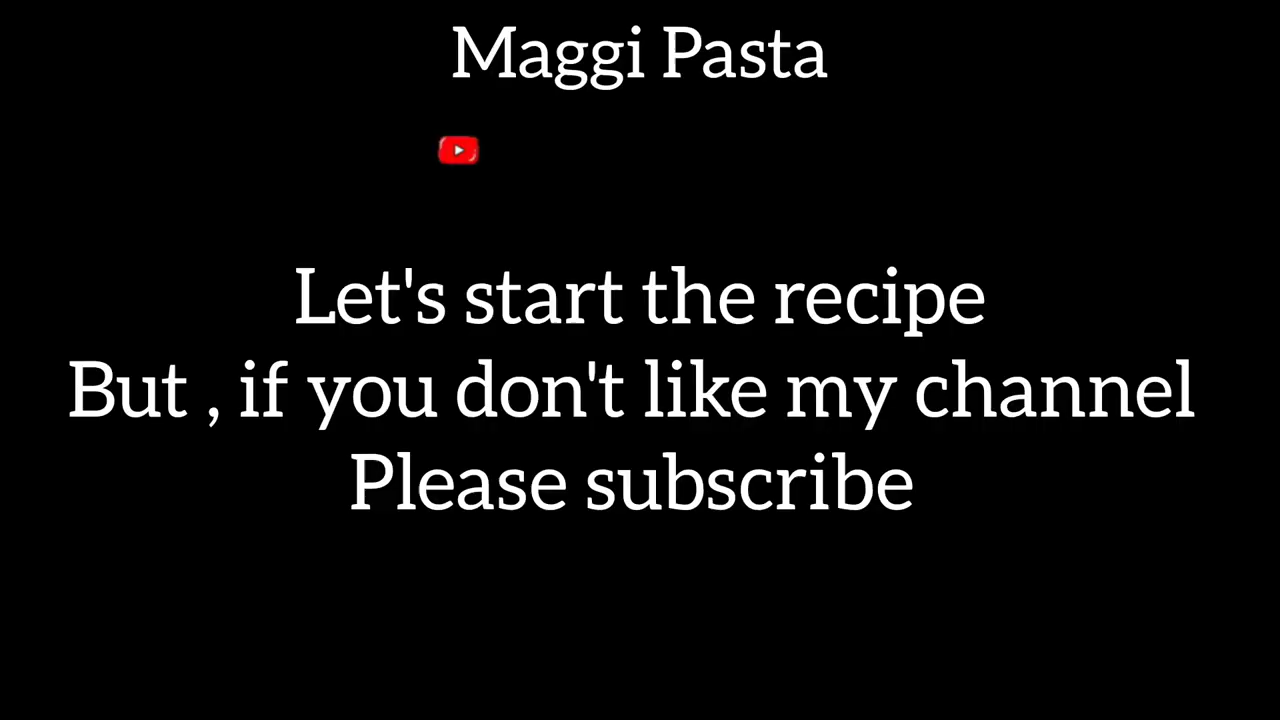 Maggi Pasta
Let's start the recipe
But , if you don't like my channel
Please subscribe